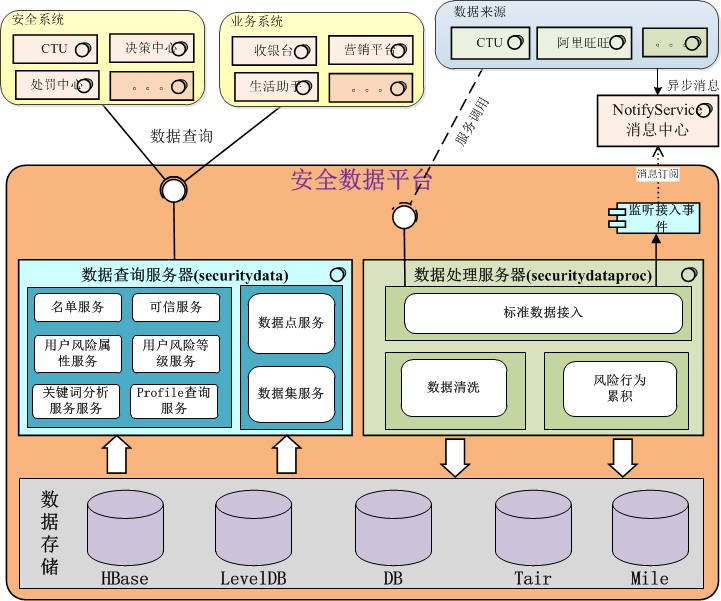 安全系统
CTU
决策中心
处罚中心
。。。
业务系统
收银台
营销平台
生活助手
。。。
数据来源
CTU
阿里旺旺
。。。
数据查询
服务调用
异步消息
NotifyService
消息中心
消息订阅
安全数据平台
监听接入事
件
数据查询服务器(securitydata)
名单服务
可信服务
用户风险属
性服务
用户风险等
级服务
关键词分析
服务服务
Profile查询
服务
数据点服务
数据集服务
数据处理服务器(securitydataproc)
标准数据接入
数据清洗
风险行为
累积
数据存储
HBase
LevelDB
DB
Tair
Mile